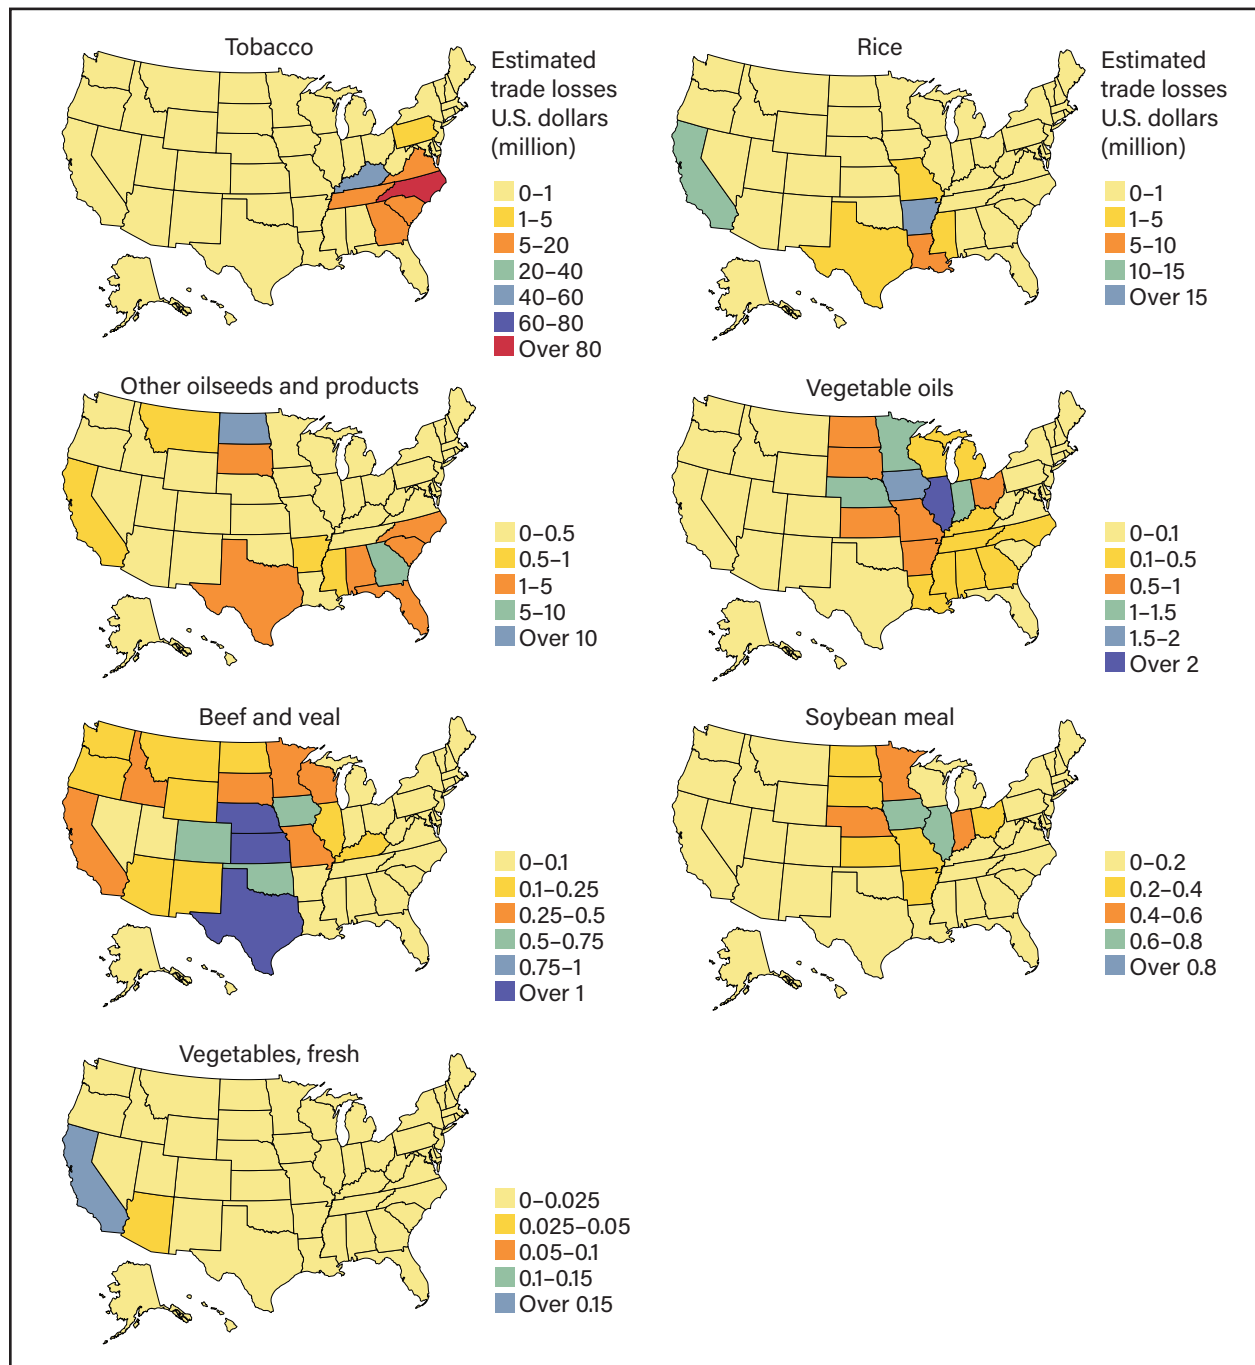 Tobacco
Estimated
trade losses
U.S. dollars
(million)
0–1
1–5
5–20
20–40
40–60
60–80
Over 80
Rice
Estimated
trade losses
U.S. dollars
(million)
0–1
1–5
5–10
10–15
Over 15
Other oilseeds and products
0–0.5
0.5–1
1–5
5–10
Over 10
Vegetable oils
0–0.1
0.1–0.5
0.5–1
1–1.5
1.5–2
Over 2
Beef and veal
0–0.1
0.1–0.25
0.25–0.5
0.5–0.75
0.75–1
Over 1
Soybean meal
0–0.2
0.2–0.4
0.4–0.6
0.6–0.8
Over 0.8
Vegetables, fresh
0–0.025
0.025–0.05
0.05–0.1
0.1–0.15
Over 0.15